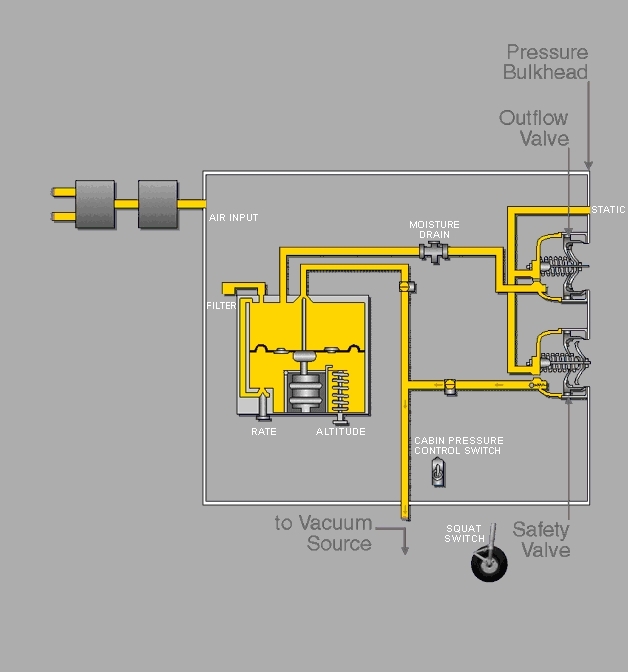 Pressure
Bulkhead
Outflow
Valve
STATIC
AIR INPUT
MOISTURE
DRAIN
FILTER
RATE
ALTITUDE
CABIN PRESSURE
CONTROL SWITCH
to Vacuum
Source
SQUAT
SWITCH
Safety
Valve